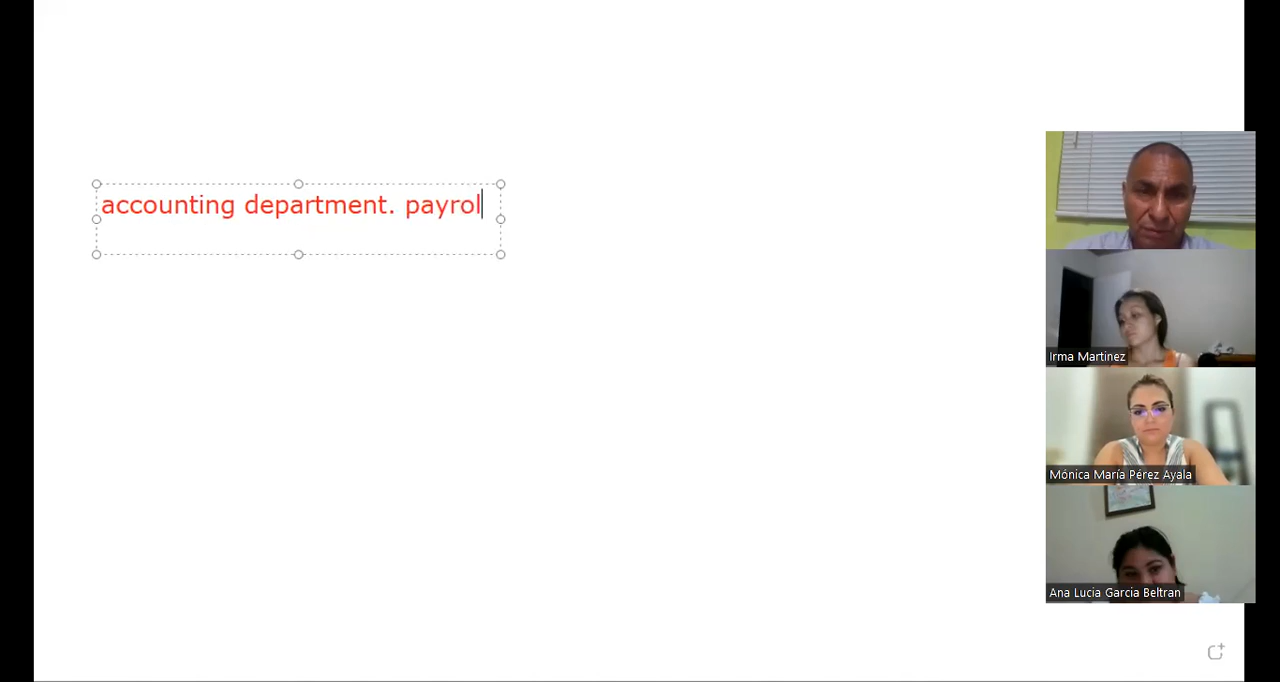 accounting department. payrol
Irma Martinez
Mónica María Pérez Ayala
Ana Lucia Garcia Beltran